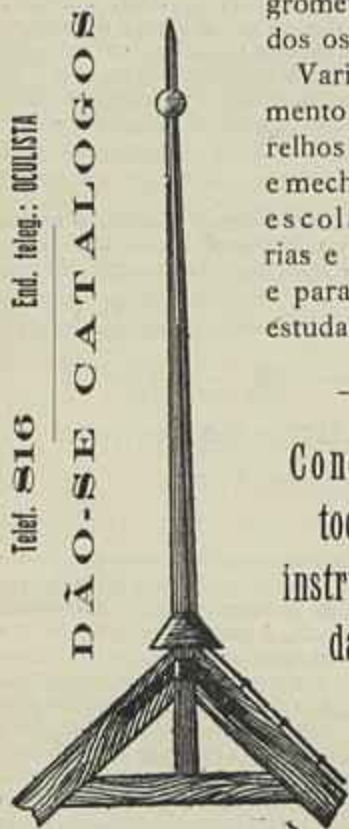 Telef. 816 End. teleg.: OCULISTA
DÃO-SE CATALOGOS
grome
dos os
Vari
mento
relhos
e mech
escol
rias e
e para
estuda
Con
too
instr
da